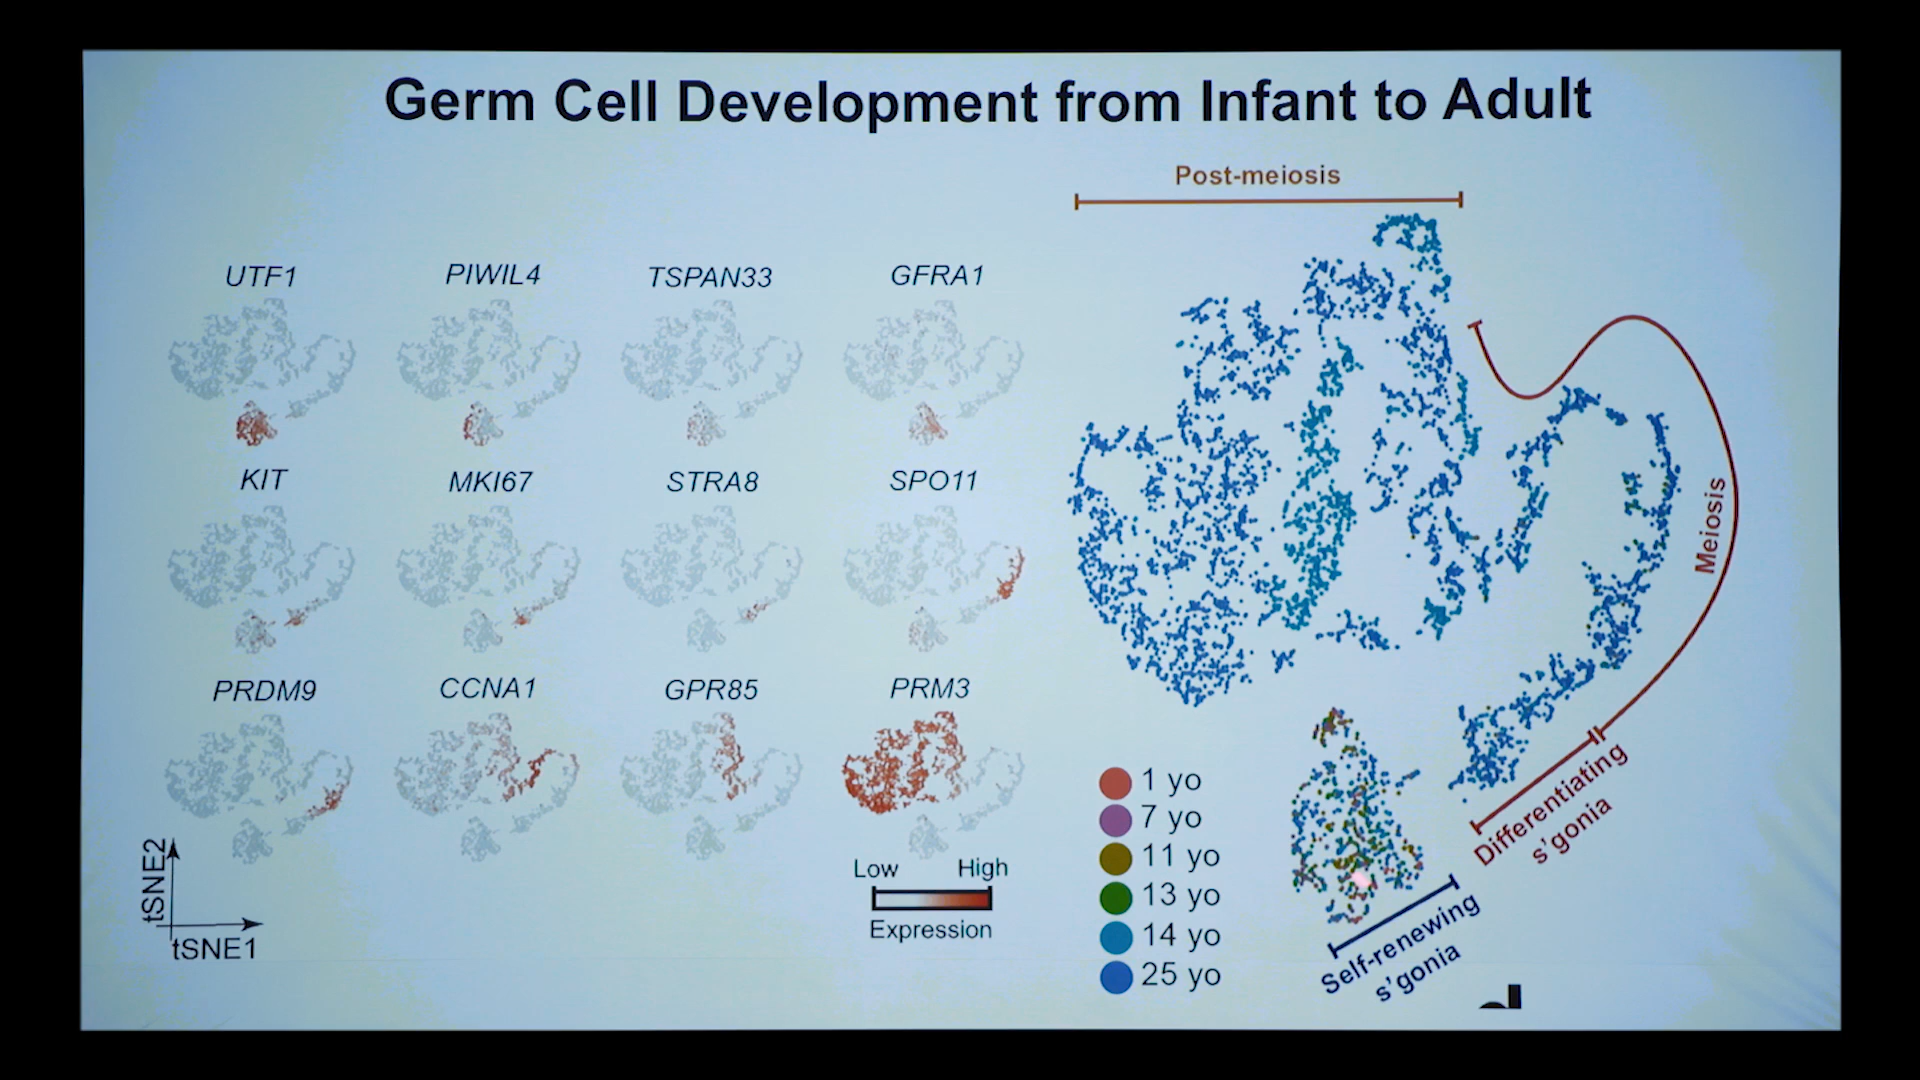 Germ Cell Development from Infant to Adult
Post-meiosis
UTF1
PIWIL4
TSPAN33
GFRA1
KIT
MKI67
STRA8
SPO11
PRDM9
CCNA1
GPR85
PRM3
Low
High
Expression
tSNE2
tSNE1
1 yo
7 yo
11 yo
13 yo
14 yo
25 yo
Meiosis
Differentiating
s'gonia
Self-renewing
s'gonia